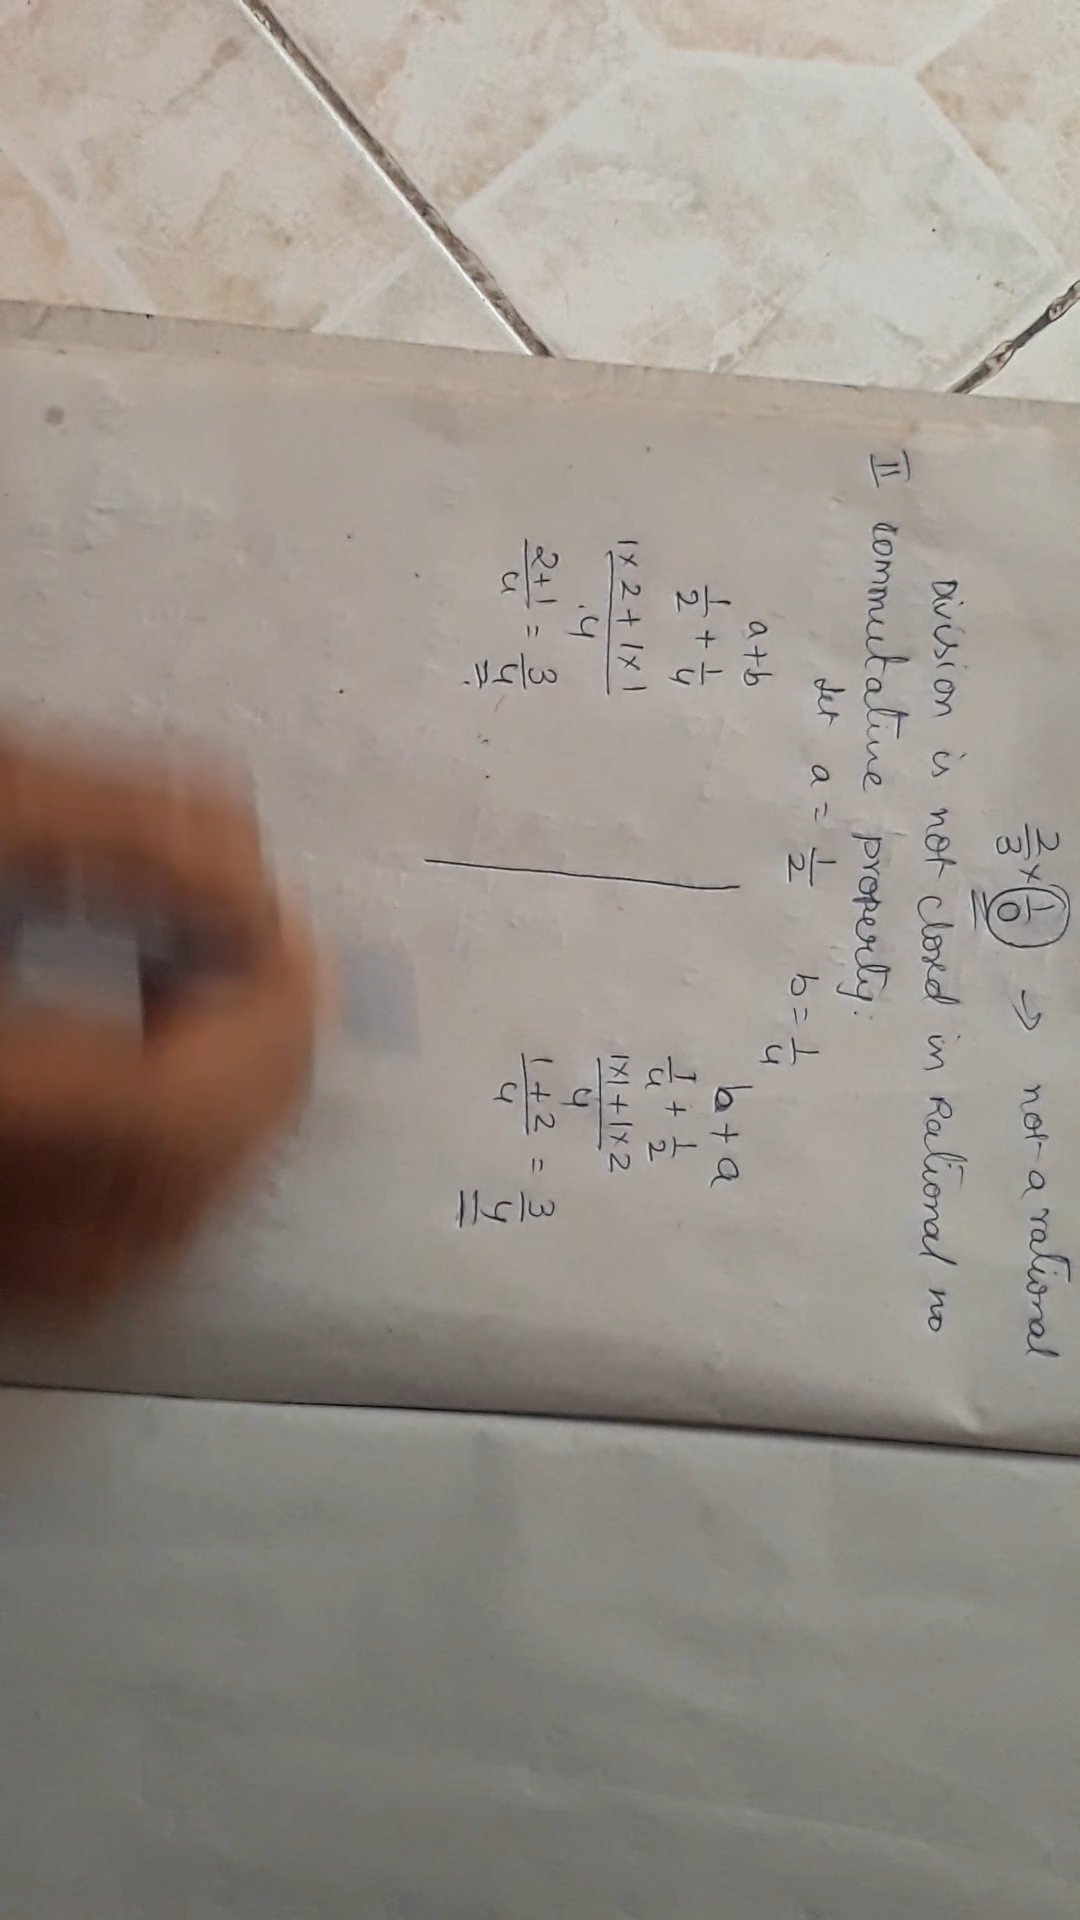 2/3 × 1/0 → not a rational
Division is not closed in Rational no
II commutative property:
let a = 1/2 b = 1/4
a+b
1/2 + 1/4
1×2+1×1/4
2+1/4 = 3/4
b+a
1/4 + 1/2
1×1+1×2/4
1+2/4 = 3/4